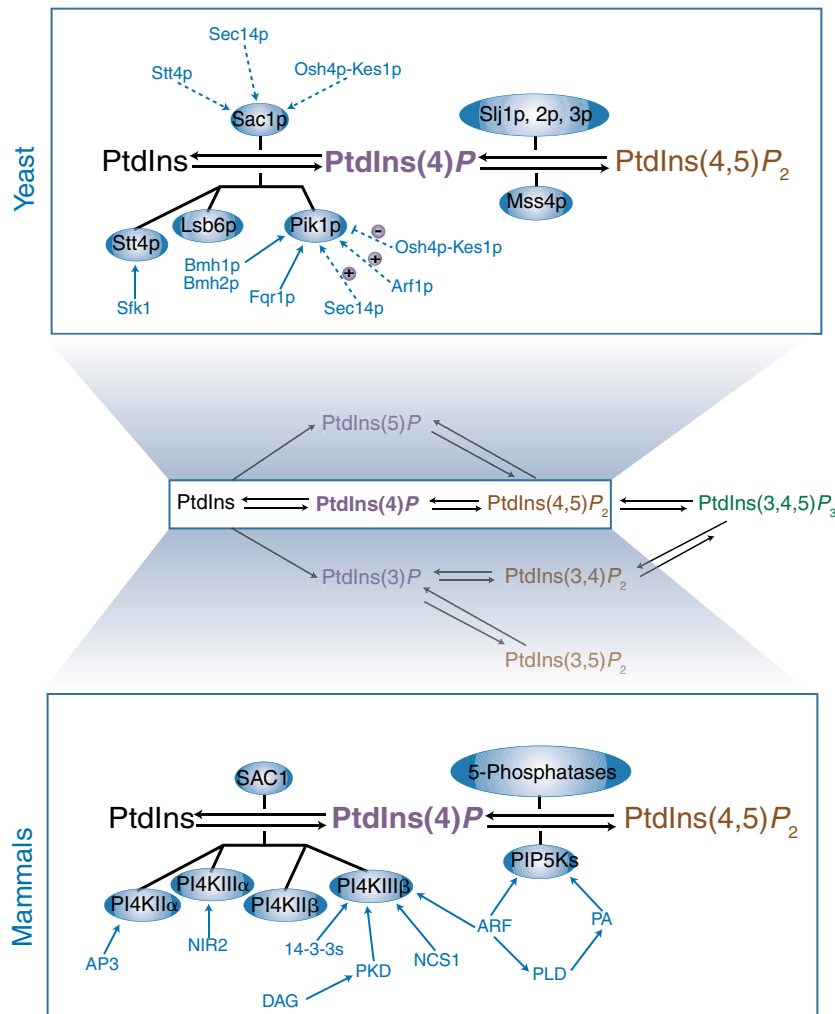 Yeast
Sec14p
Stt4p
Osh4p-Kes1p
Sac1p
Slj1p, 2p, 3p
PtdIns
PtdIns(4)P
PtdIns(4,5)P2
Stt4p
Lsb6p
Pik1p
Mss4p
Bmh1p
Bmh2p
Fqr1p
–
Osh4p-Kes1p
+
Arf1p
+
Sec14p
Sfk1
PtdIns(5)P
PtdIns
PtdIns(4)P
PtdIns(4,5)P2
PtdIns(3,4,5)P3
PtdIns(3)P
PtdIns(3,4)P2
PtdIns(3,5)P2
Mammals
SAC1
5-Phosphatases
PtdIns
PtdIns(4)P
PtdIns(4,5)P2
PI4KIIα
PI4KIIIα
PI4KIIβ
PI4KIIIβ
PIP5Ks
AP3
NIR2
14-3-3s
PKD
NCS1
ARF
PA
DAG
PLD